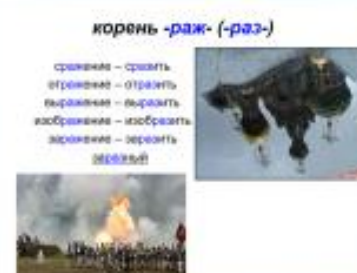 корень -раж- (-раз-)
сражение – сразить
отражение – отразить
выражение – выразить
изображение – изобразить
заражение – заразить
заразный